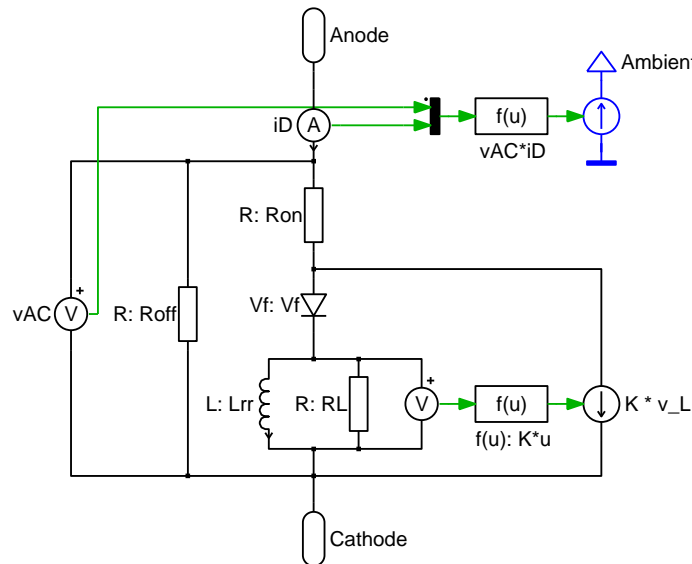 Anode
Ambient
iD
A
f(u)
vAC*iD
R: Ron
+
vAC
V
R: Roff
Vf: Vf
L: Lrr
R: RL
+
V
f(u)
f(u): K*u
K * v_L
Cathode